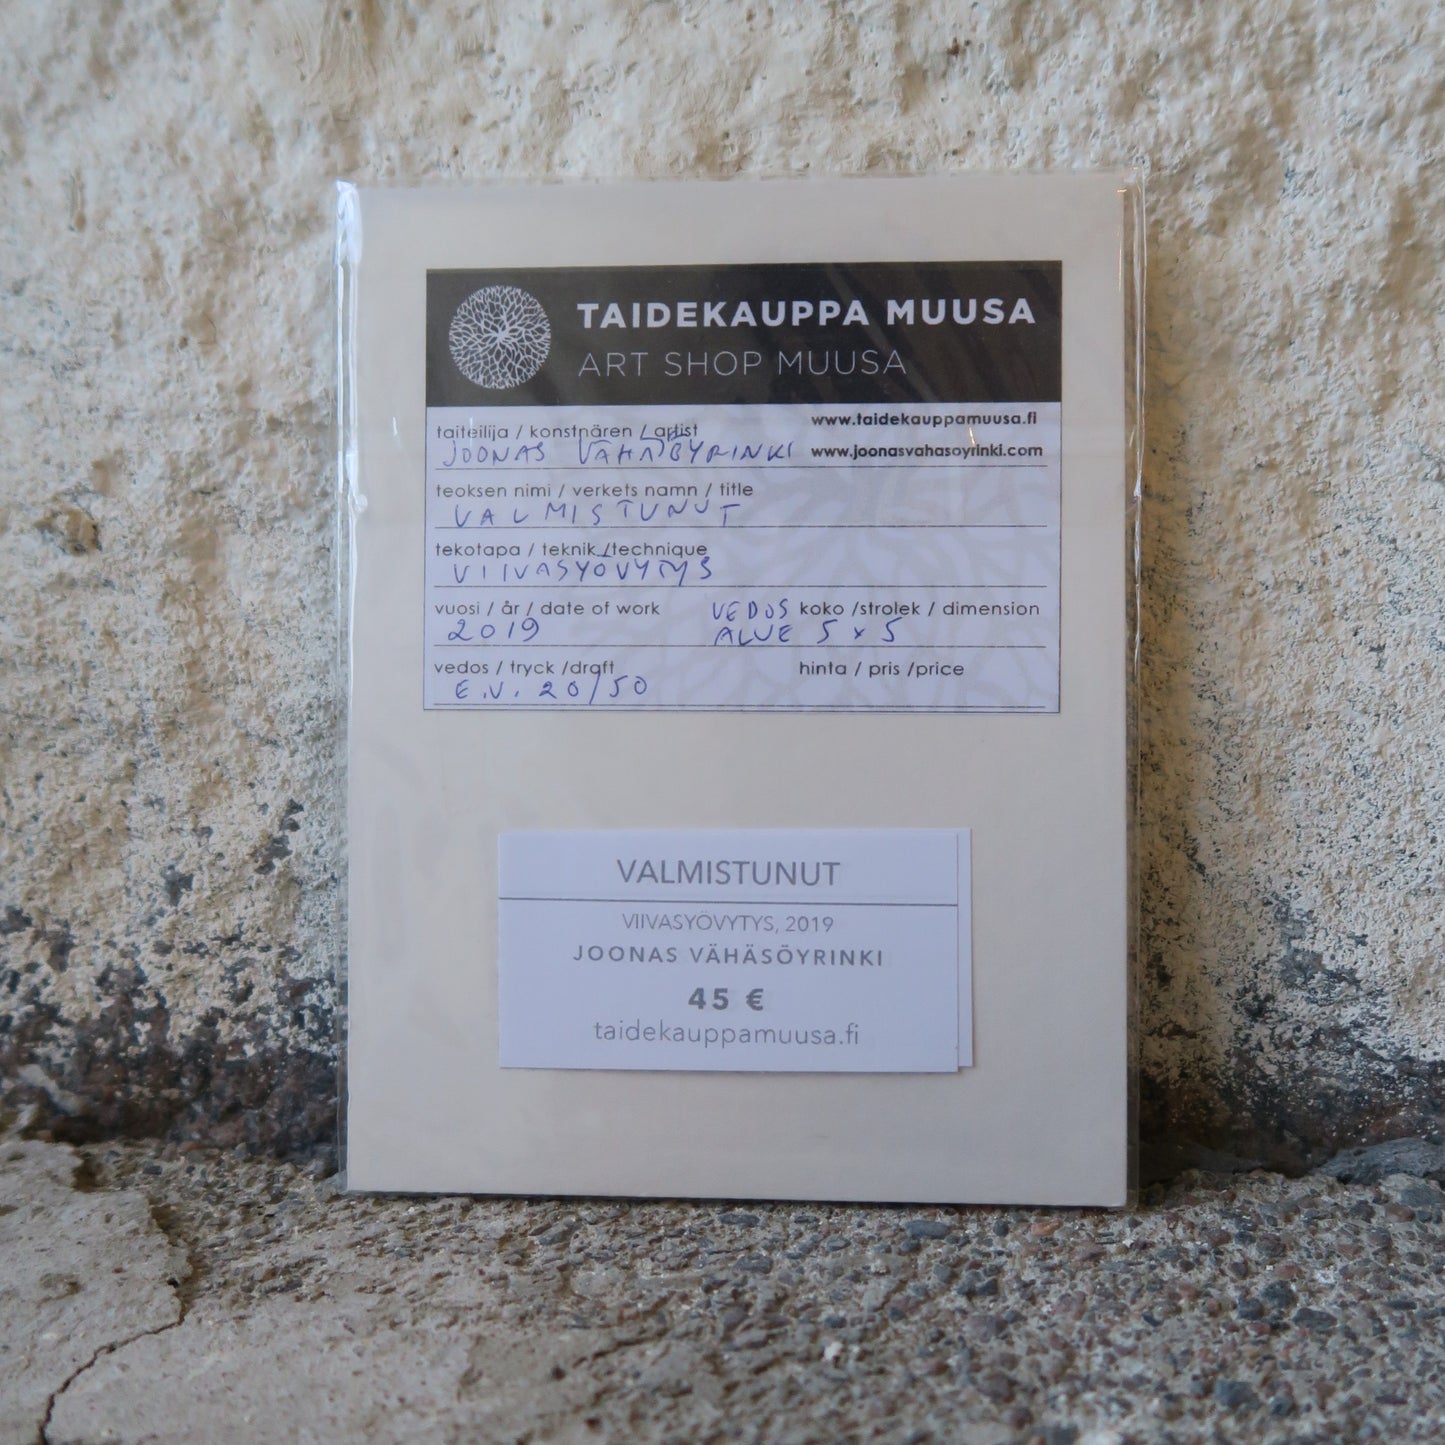 TAIDEKAUPPA MUUSA
ART SHOP MUUSA
www.taidekauppamuusa.fi
taiteilija / konstnären / artist
JOONAS VÄHÄSÖYRINKI www.joonasvahasoyrinki.com
teoksen nimi / verkets namn / title
VALMISTUNUT
tekotapa / teknik /technique
VIIVASYÖVYTYS
vuosi / år / date of work VEDOS koko /strolek / dimension
2019 ALUE 5 x 5
vedos / tryck /draft hinta / pris /price
E.V. 20/50
VALMISTUNUT
VIIVASYÖVYTYS, 2019
JOONAS VÄHÄSÖYRINKI
45 €
taidekauppamuusa.fi